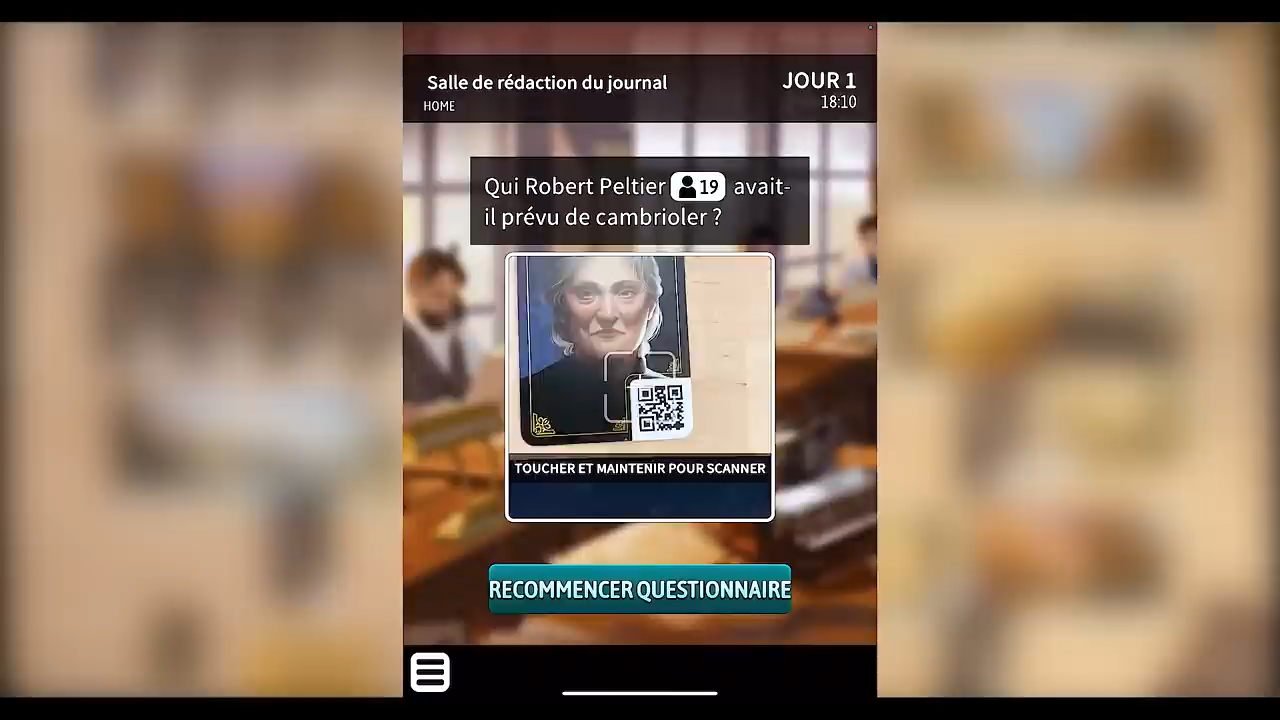 Salle de rédaction du journal
JOUR 1
HOME
18:10
Qui Robert Peltier 19 avait-
il prévu de cambrioler ?
TOUCHER ET MAINTENIR POUR SCANNER
RECOMMENCER QUESTIONNAIRE